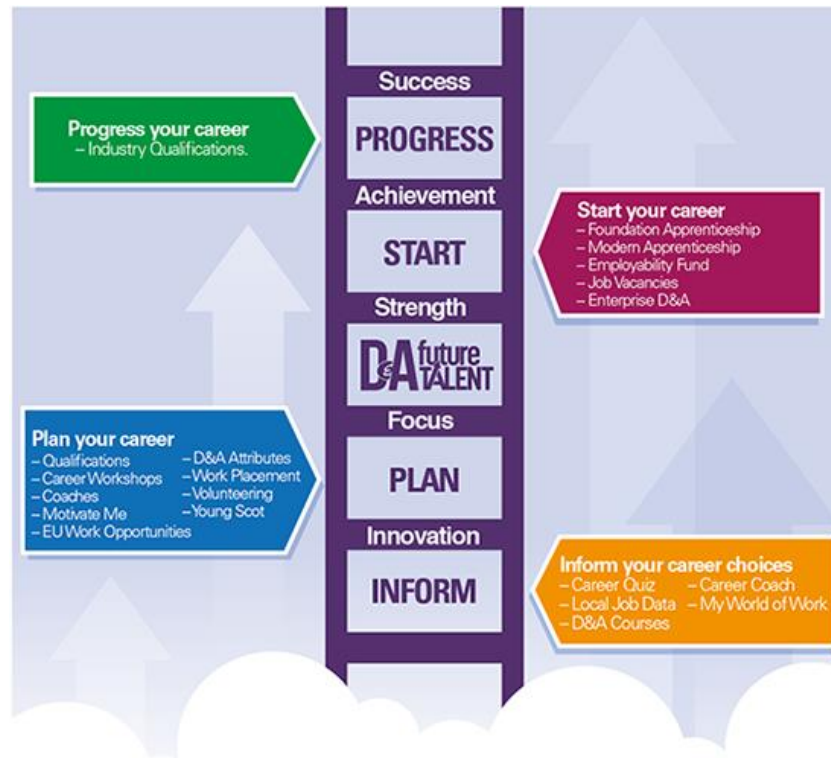 Success
PROGRESS
Progress your career
– Industry Qualifications.
Achievement
START
Start your career
– Foundation Apprenticeship
– Modern Apprenticeship
– Employability Fund
– Job Vacancies
– Enterprise D&A
Strength
D&A future
TALENT
Focus
PLAN
Plan your career
– Qualifications
– Career Workshops
– Coaches
– Motivate Me
– EU Work Opportunities
– D&A Attributes
– Work Placement
– Volunteering
– Young Scot
Innovation
INFORM
Inform your career choices
– Career Quiz
– Local Job Data
– D&A Courses
– Career Coach
– My World of Work